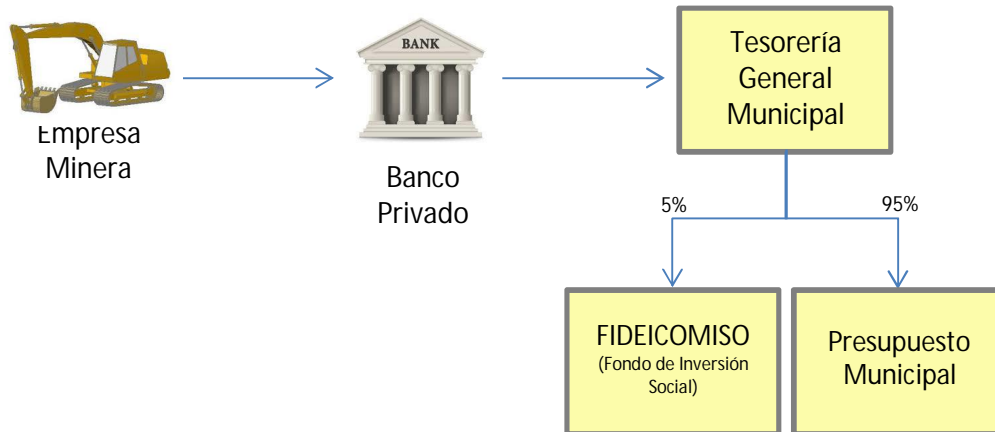 BANK
Empresa
Minera
Banco
Privado
Tesorería
General
Municipal
5%
95%
FIDEICOMISO
(Fondo de Inversión
Social)
Presupuesto
Municipal